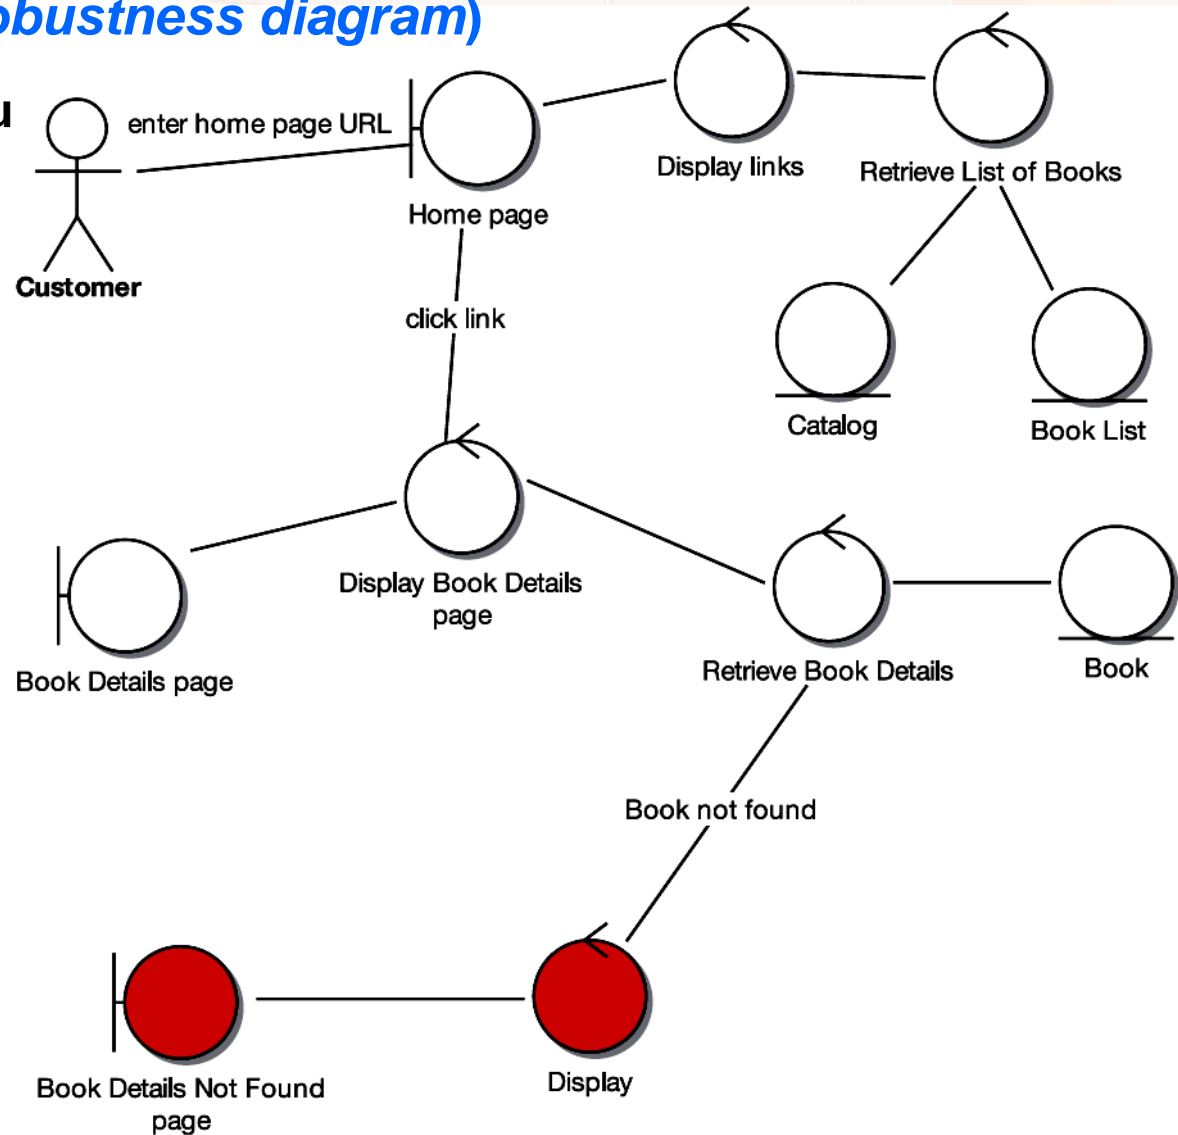 obustness diagram)
u
enter home page URL
Display links
Retrieve List of Books
Home page
Customer
click link
Catalog
Book List
Display Book Details
page
Book Details page
Retrieve Book Details
Book
Book not found
Book Details Not Found
page
Display